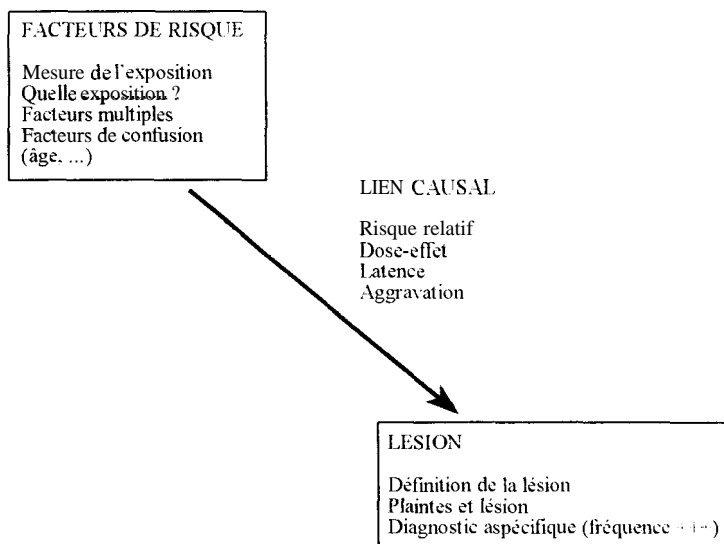 FACTEURS DE RISQUE
Mesure de l'exposition
Quelle exposition ?
Facteurs multiples
Facteurs de confusion
(âge, ...)
LIEN CAUSAL
Risque relatif
Dose-effet
Latence
Aggravation
LESION
Définition de la lésion
Plaintes et lésion
Diagnostic aspécifique (fréquence +++)